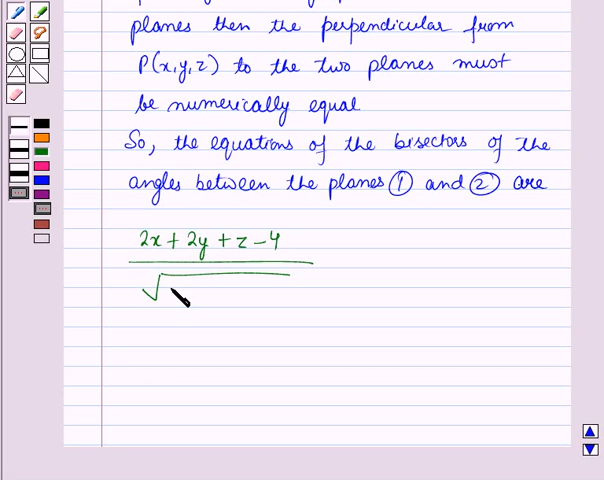 planes then the perpendicular from
P(x, y, z) to the two planes must
be numerically equal
So, the equations of the bisectors of the
angles between the planes ① and ② are
2x + 2y + z - 4
√